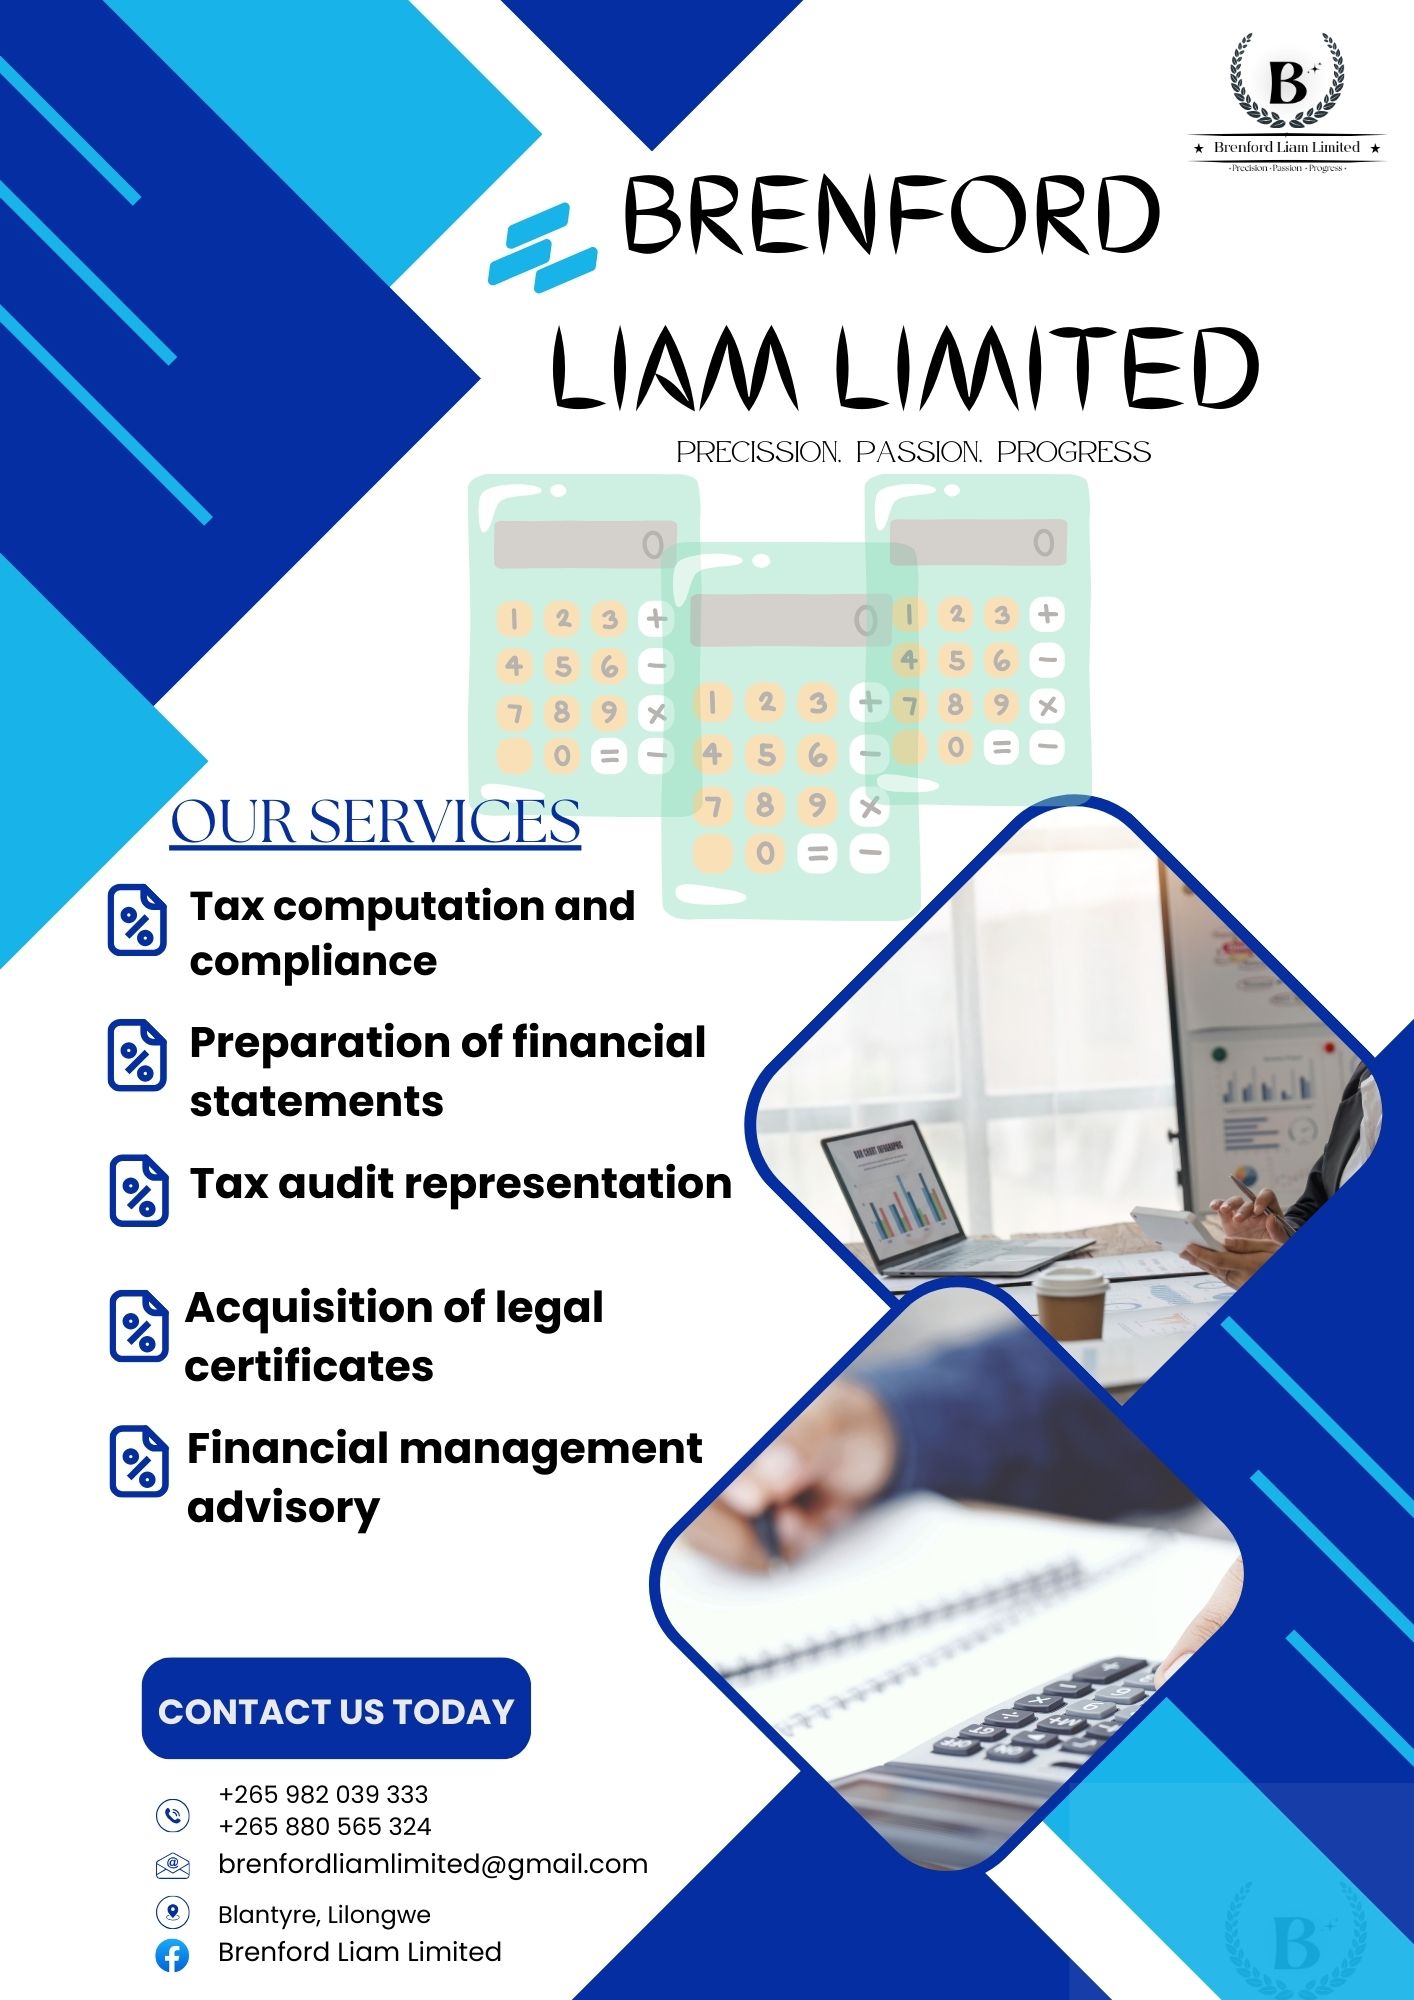 B
Brenford Liam Limited
·Precision ·Passion ·Progress·
BRENFORD
LIAM LIMITED
PRECISSION. PASSION. PROGRESS
0
1 2 3 +
4 5 6 -
7 8 9 ×
0 = -
0
1 2 3 +
4 5 6 -
7 8 9 ×
0 = -
0
1 2 3 +
4 5 6 -
7 8 9 ×
0 = -
OUR SERVICES
Tax computation and
compliance
Preparation of financial
statements
Tax audit representation
Acquisition of legal
certificates
Financial management
advisory
BAR CHART INFOGRAPHIC
CONTACT US TODAY
+265 982 039 333
+265 880 565 324
brenfordliamlimited@gmail.com
Blantyre, Lilongwe
Brenford Liam Limited
B